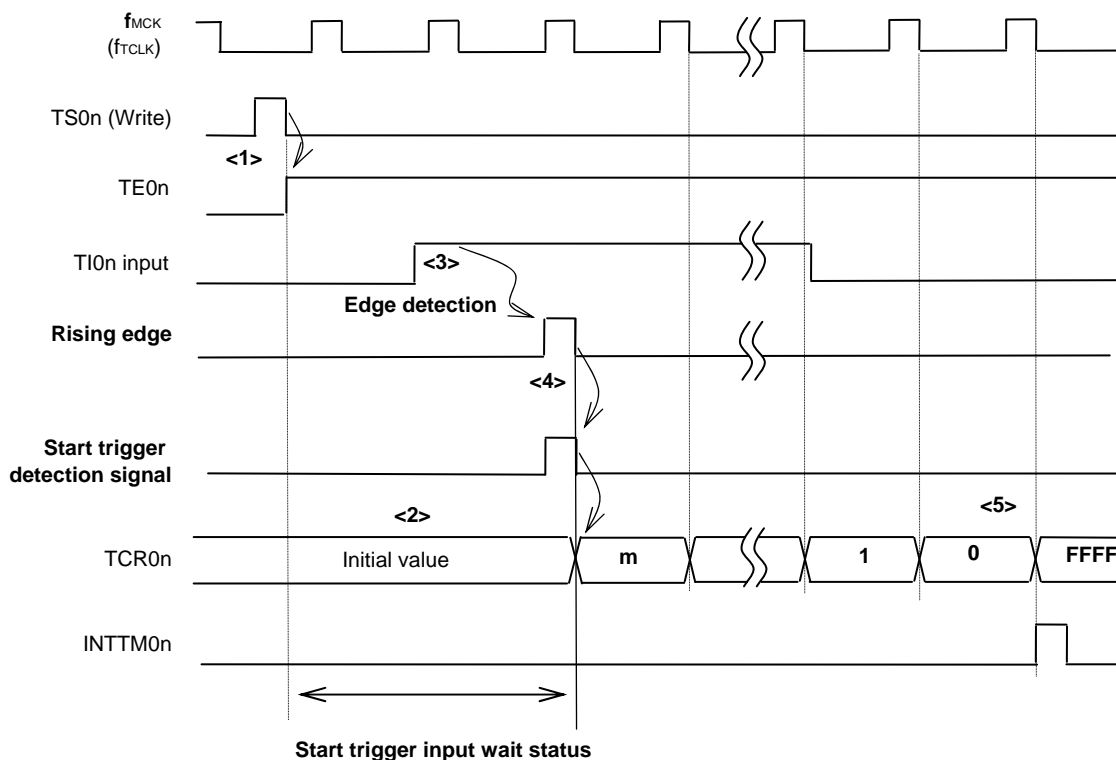 fMCK
(fTCLK)
TS0n (Write)
<1>
TE0n
TI0n input
<3>
Edge detection
Rising edge
<4>
Start trigger
detection signal
<2>
<5>
TCR0n
Initial value
m
1
0
FFFF
INTTM0n
Start trigger input wait status